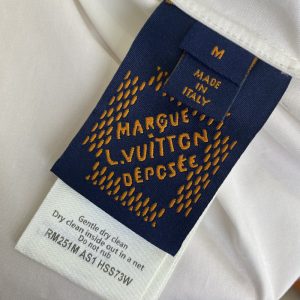 M
MADE IN
ITALY
MARQUE
L.VUITTON
DÉPOSÉE
Gentle dry clean
Dry clean inside out in a net
Do not rub
RM251M AS1 HSS73W